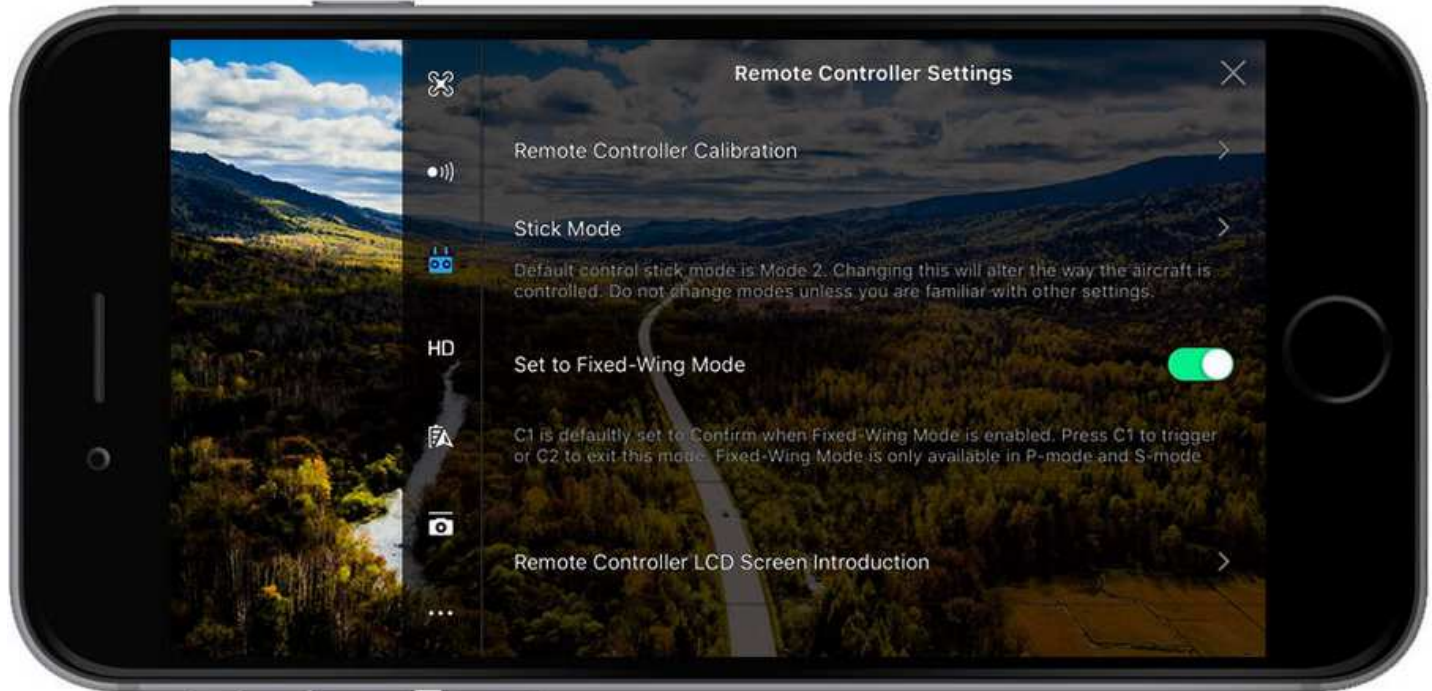 Remote Controller Settings
Remote Controller Calibration
Stick Mode
Default control stick mode is Mode 2. Changing this will alter the way the aircraft is
controlled. Do not change modes unless you are familiar with other settings.
HD
Set to Fixed-Wing Mode
C1 is defaultly set to Confirm when Fixed-Wing Mode is enabled. Press C1 to trigger
or C2 to exit this mode. Fixed-Wing Mode is only available in P-mode and S-mode
Remote Controller LCD Screen Introduction